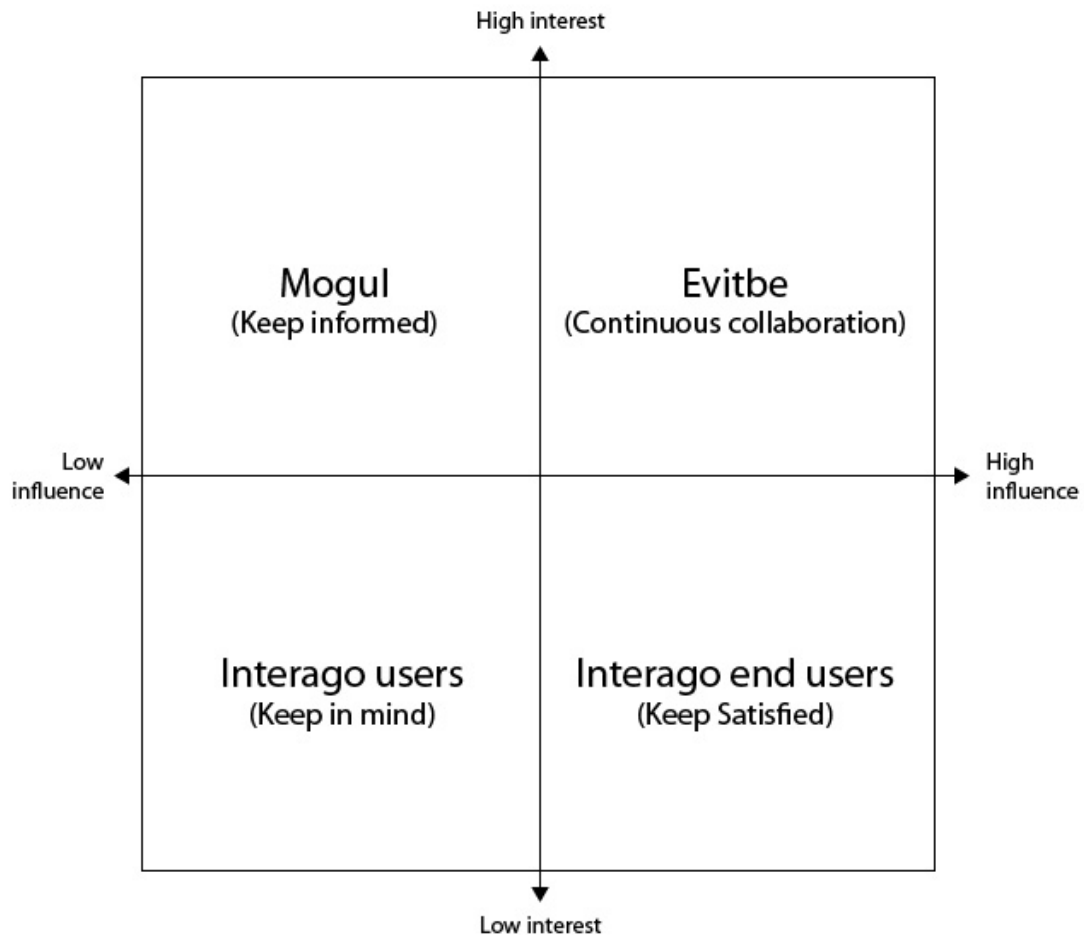 High interest
Mogul
(Keep informed)
Evitbe
(Continuous collaboration)
Low
influence
High
influence
Interago users
(Keep in mind)
Interago end users
(Keep Satisfied)
Low interest